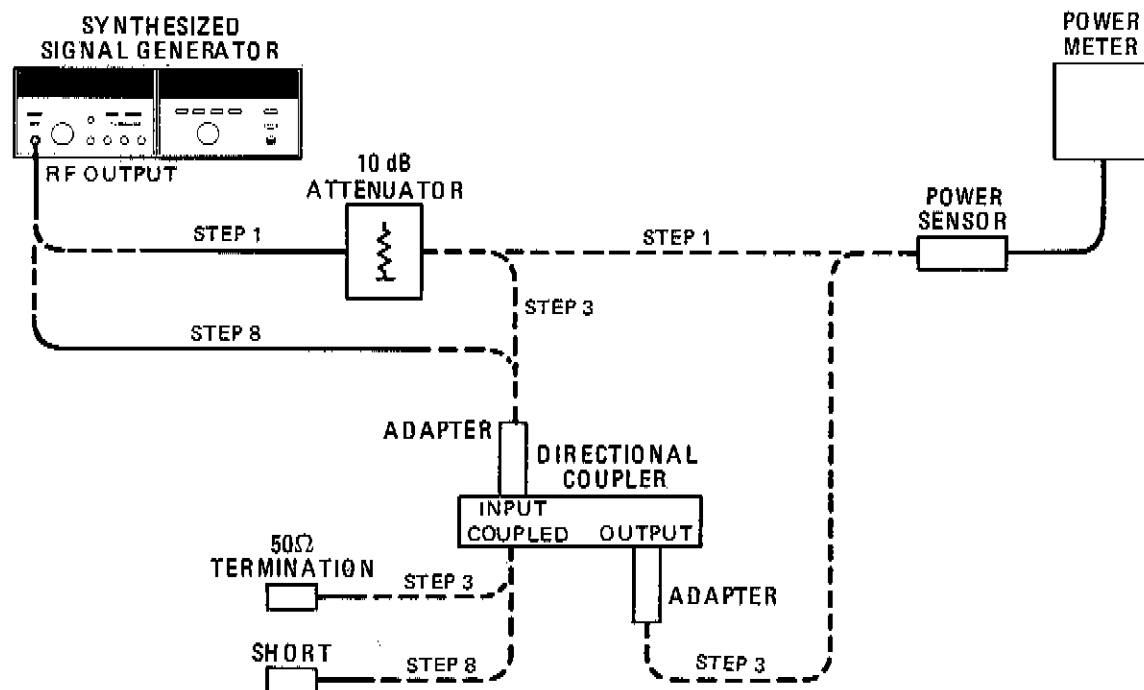 SYNTHESIZED
SIGNAL GENERATOR
POWER
METER
RF OUTPUT
10 dB
ATTENUATOR
POWER
SENSOR
STEP 1
STEP 1
STEP 3
STEP 8
ADAPTER
DIRECTIONAL
COUPLER
INPUT
COUPLED OUTPUT
50Ω
TERMINATION
STEP 3
ADAPTER
SHORT
STEP 8
STEP 3